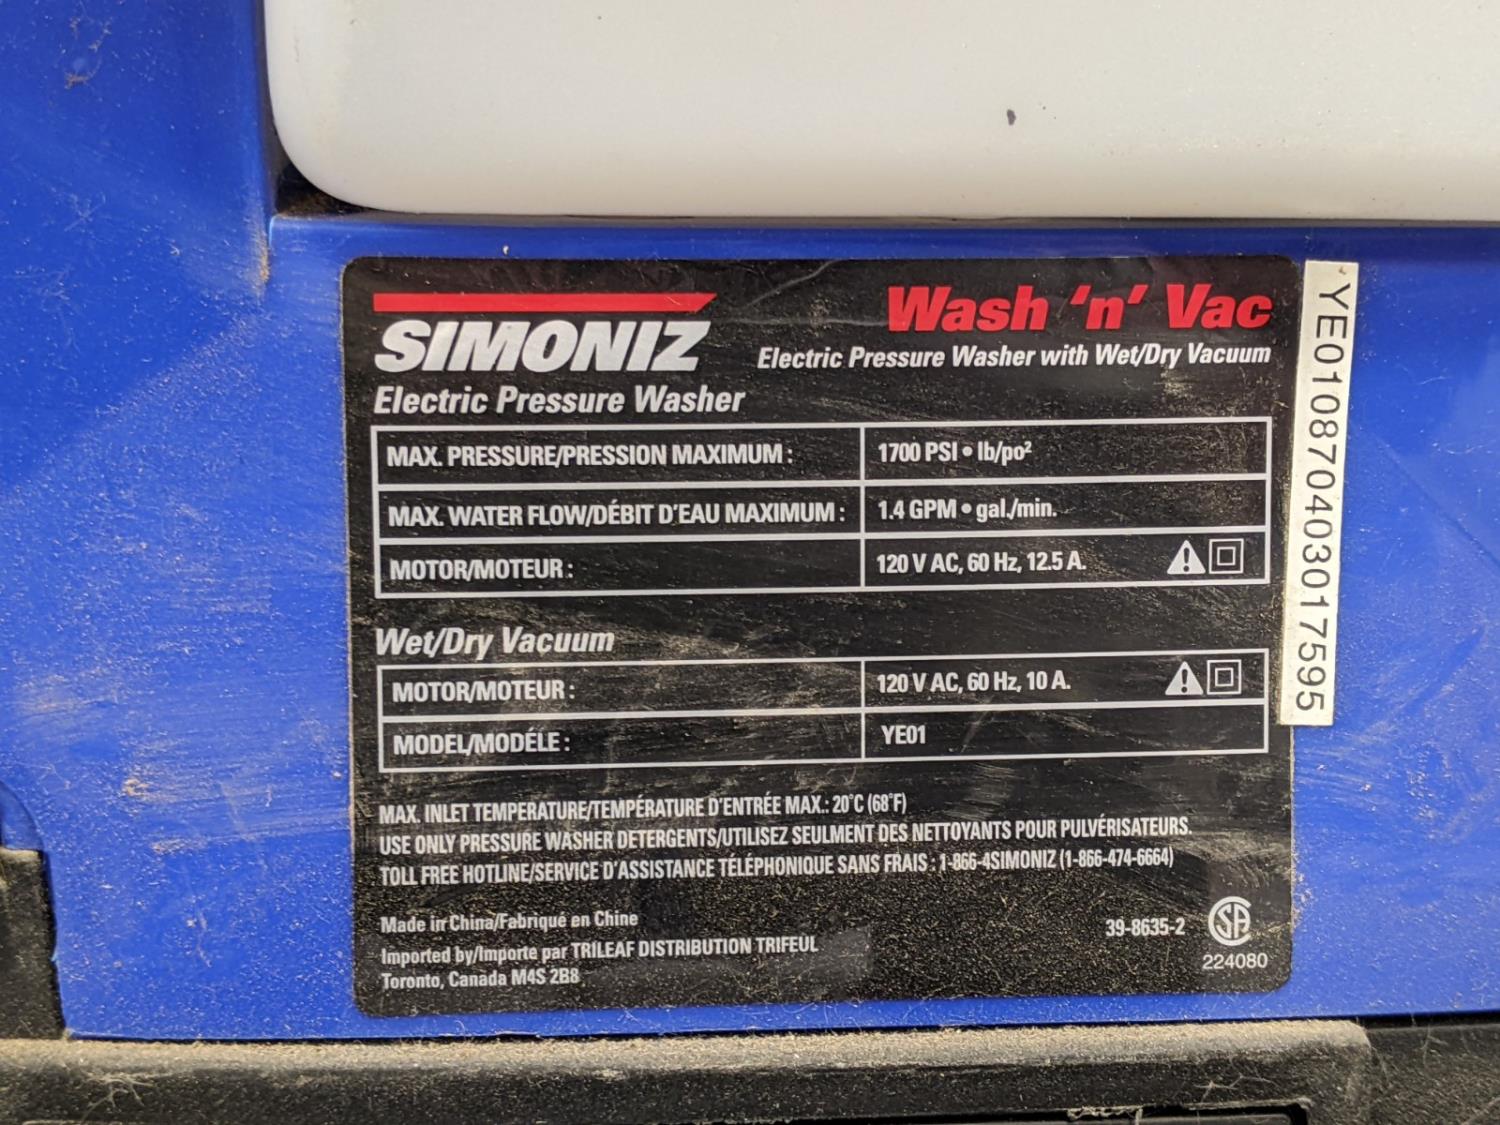 SIMONIZ
Wash 'n' Vac
Electric Pressure Washer with Wet/Dry Vacuum
Electric Pressure Washer
MAX. PRESSURE/PRESSION MAXIMUM : 1700 PSI • lb/po²
MAX. WATER FLOW/DÉBIT D'EAU MAXIMUM : 1.4 GPM • gal./min.
MOTOR/MOTEUR : 120 V AC, 60 Hz, 12.5 A.
Wet/Dry Vacuum
MOTOR/MOTEUR : 120 V AC, 60 Hz, 10 A.
MODEL/MODÉLE : YE01
MAX. INLET TEMPERATURE/TEMPÉRATURE D'ENTRÉE MAX.: 20°C (68°F)
USE ONLY PRESSURE WASHER DETERGENTS/UTILISEZ SEULMENT DES NETTOYANTS POUR PULVÉRISATEURS.
TOLL FREE HOTLINE/SERVICE D'ASSISTANCE TÉLÉPHONIQUE SANS FRAIS : 1-866-4SIMONIZ (1-866-474-6664)
Made in China/Fabriqué en Chine
Imported by/Importe par TRILEAF DISTRIBUTION TRIFEUL
Toronto, Canada M4S 2B8
39-8635-2
CSA
224080
YE010870403017595